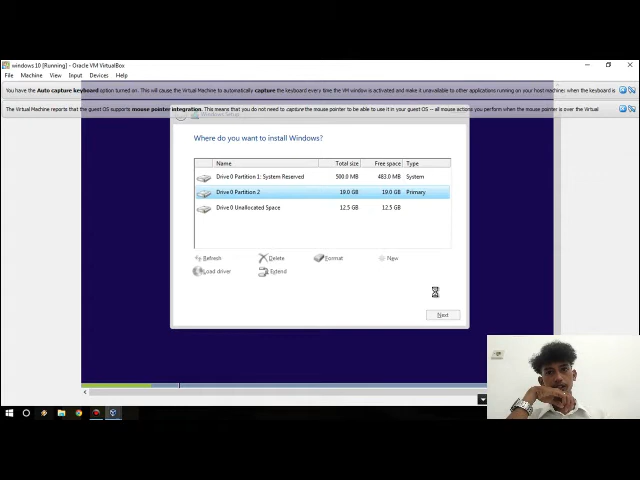 windows 10 [Running] - Oracle VM VirtualBox
File Machine View Input Devices Help
You have the Auto capture keyboard option turned on. This will cause the Virtual Machine to automatically capture the keyboard every time the VM window is activated and make it unavailable to other applications running on your host machine: when the keyboard is
The Virtual Machine reports that the guest OS supports mouse pointer integration. This means that you do not need to capture the mouse pointer to be able to use it in your guest OS -- all mouse actions you perform when the mouse pointer is over the Virtual
Windows Setup
Where do you want to install Windows?
Name Total size Free space Type
Drive 0 Partition 1: System Reserved 500.0 MB 483.0 MB System
Drive 0 Partition 2 19.0 GB 19.0 GB Primary
Drive 0 Unallocated Space 12.5 GB 12.5 GB
Refresh Delete Format New
Load driver Extend
Next